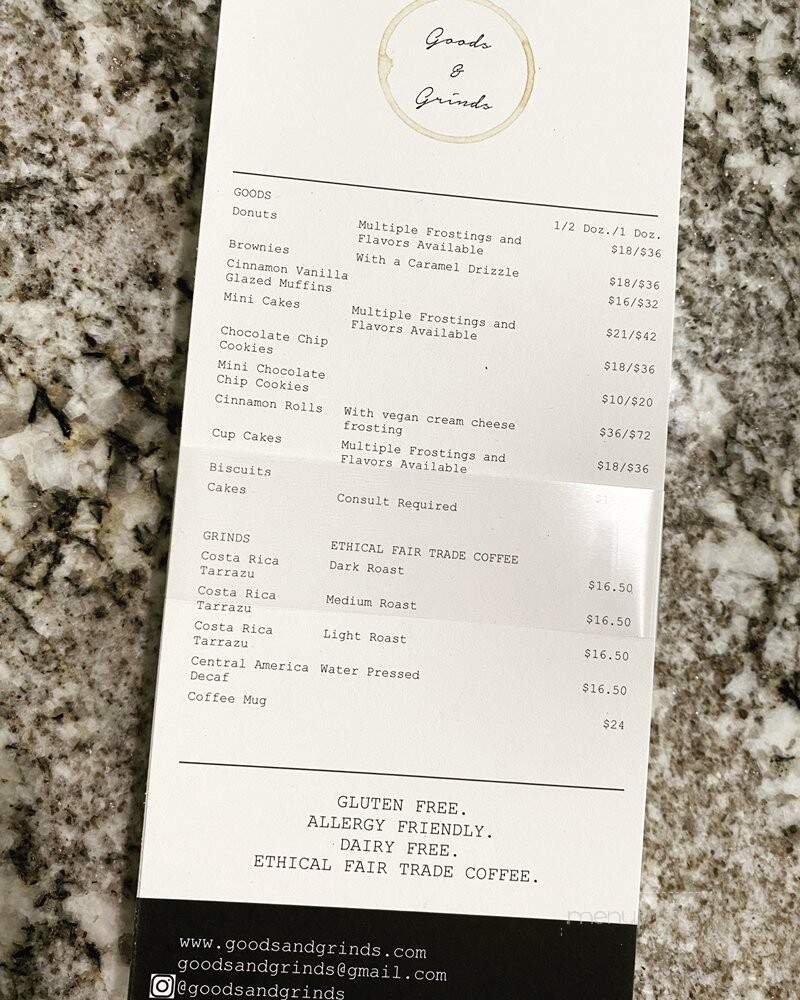 Goods
&
Grinds
GOODS 1/2 Doz./1 Doz.
Donuts Multiple Frostings and $18/$36
Flavors Available
Brownies With a Caramel Drizzle $18/$36
Cinnamon Vanilla $16/$32
Glazed Muffins
Mini Cakes Multiple Frostings and $21/$42
Flavors Available
Chocolate Chip $18/$36
Cookies
Mini Chocolate $10/$20
Chip Cookies
Cinnamon Rolls With vegan cream cheese $36/$72
frosting
Cup Cakes Multiple Frostings and $18/$36
Flavors Available
Biscuits
Cakes Consult Required
GRINDS ETHICAL FAIR TRADE COFFEE
Costa Rica Dark Roast $16.50
Tarrazu
Costa Rica Medium Roast $16.50
Tarrazu
Costa Rica Light Roast $16.50
Tarrazu
Central America Water Pressed $16.50
Decaf
Coffee Mug $24
GLUTEN FREE.
ALLERGY FRIENDLY.
DAIRY FREE.
ETHICAL FAIR TRADE COFFEE.
www.goodsandgrinds.com
goodsandgrinds@gmail.com
@goodsandgrinds